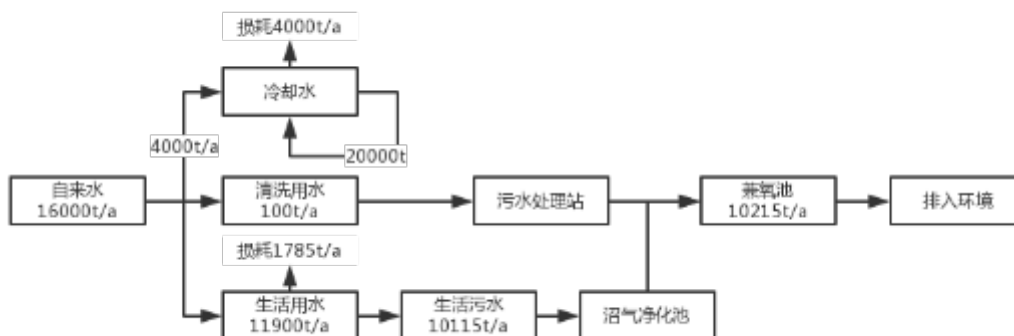 损耗4000t/a
冷却水
4000t/a
20000t
自来水
16000t/a
清洗用水
100t/a
污水处理站
兼氧池
10215t/a
排入环境
损耗1785t/a
生活用水
11900t/a
生活污水
10115t/a
沼气净化池